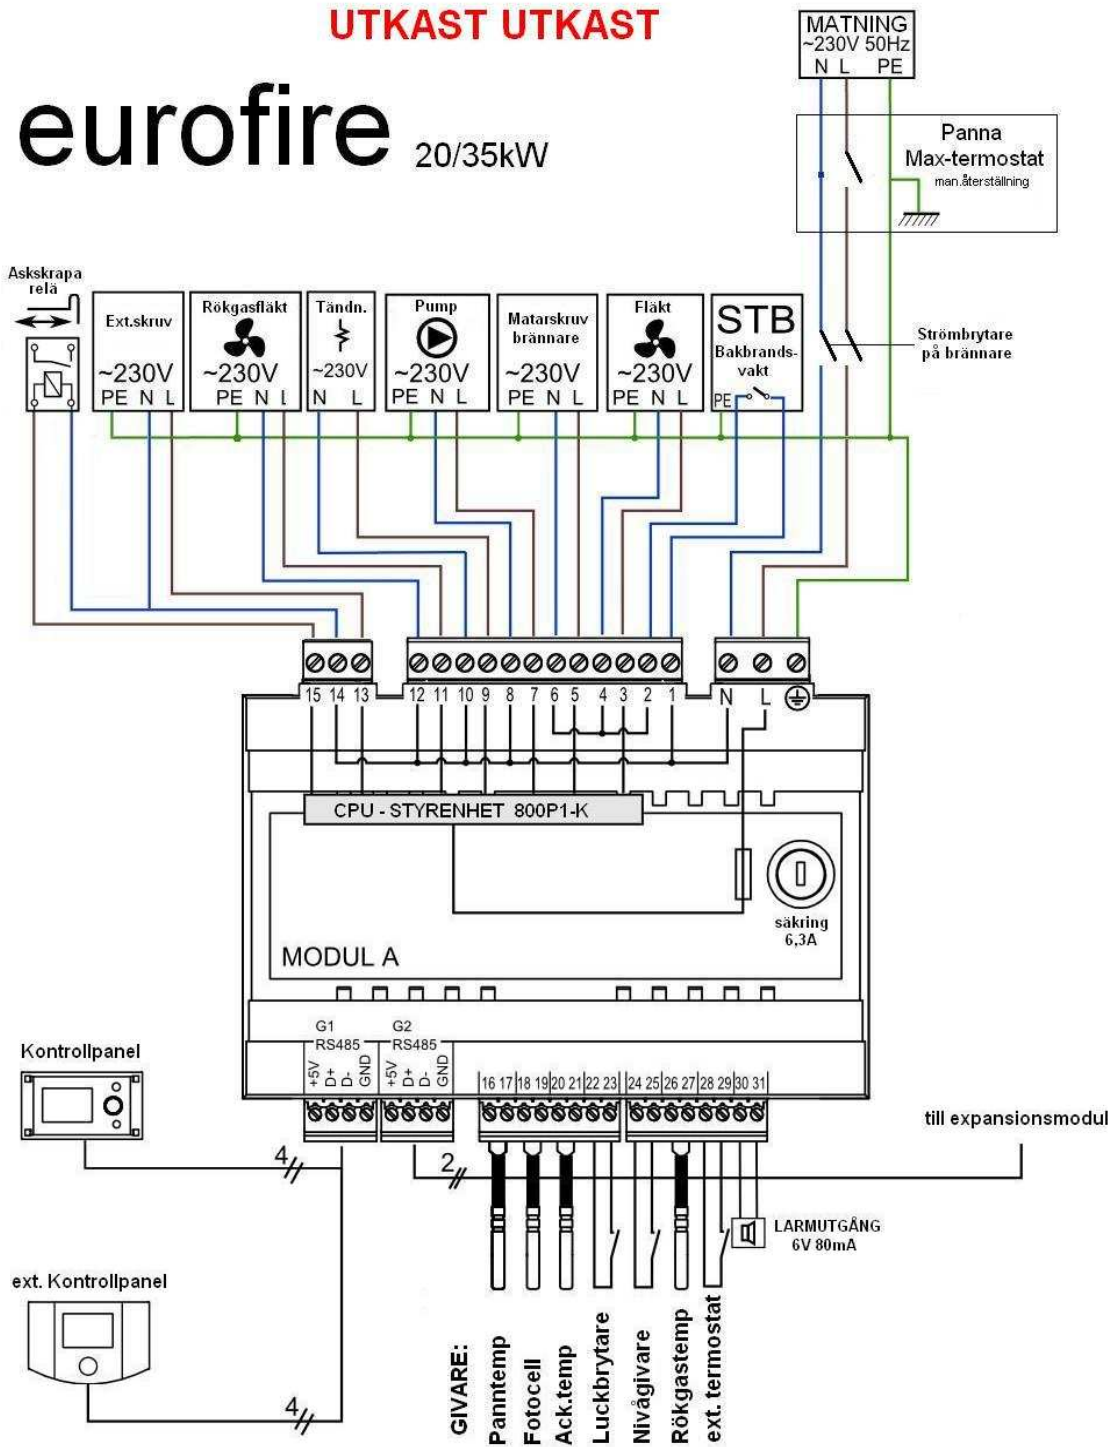 UTKAST UTKAST
MATNING
~230V 50Hz
N L PE
eurofire 20/35kW
Panna
Max-termostat
man.återställning
Askskrapa
relä
Ext.skruv
~230V
PE N L
Rökgasfläkt
~230V
PE N L
Tändn.
~230V
N L
Pump
~230V
PE N L
Matarskruv
brännare
~230V
PE N L
Fläkt
~230V
PE N L
STB
Bakbrands-
vakt
PE
Strömbrytare
på brännare
15 14 13 12 11 10 9 8 7 6 5 4 3 2 1 N L
CPU - STYRENHET 800P1-K
säkring
6,3A
MODUL A
G1
RS485
+5V
D+
D-
GND
G2
RS485
+5V
D+
D-
GND
16 17 18 19 20 21 22 23 24 25 26 27 28 29 30 31
Kontrollpanel
till expansionsmodul
4
2
LARMUTGÅNG
6V 80mA
ext. Kontrollpanel
4
GIVARE:
Panntemp
Fotocell
Ack.temp
Luckbrytare
Nivågivare
Rökgastemp
ext. termostat